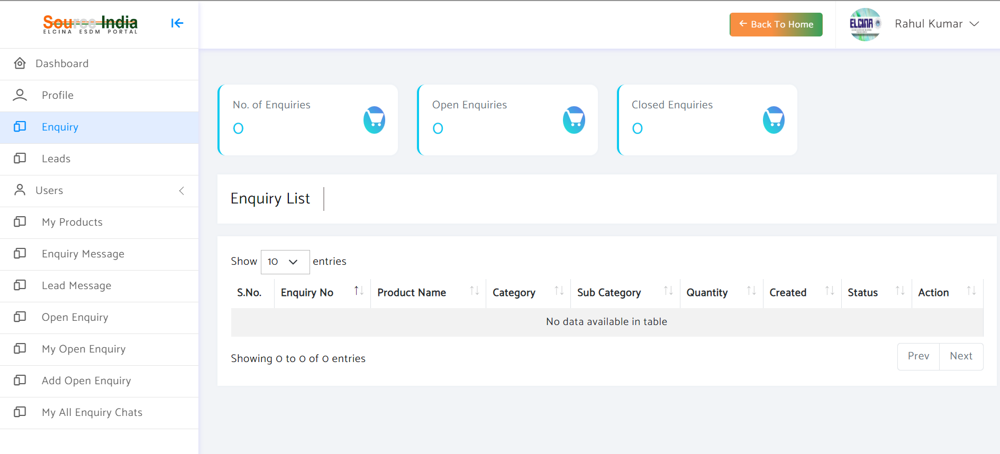 Source India
ELCINA ESDM PORTAL
Back To Home
ELCINA
Rahul Kumar
Dashboard
Profile
Enquiry
Leads
Users
My Products
Enquiry Message
Lead Message
Open Enquiry
My Open Enquiry
Add Open Enquiry
My All Enquiry Chats
No. of Enquiries
0
Open Enquiries
0
Closed Enquiries
0
Enquiry List
Show 10 entries
S.No. Enquiry No Product Name Category Sub Category Quantity Created Status Action
No data available in table
Showing 0 to 0 of 0 entries
Prev Next